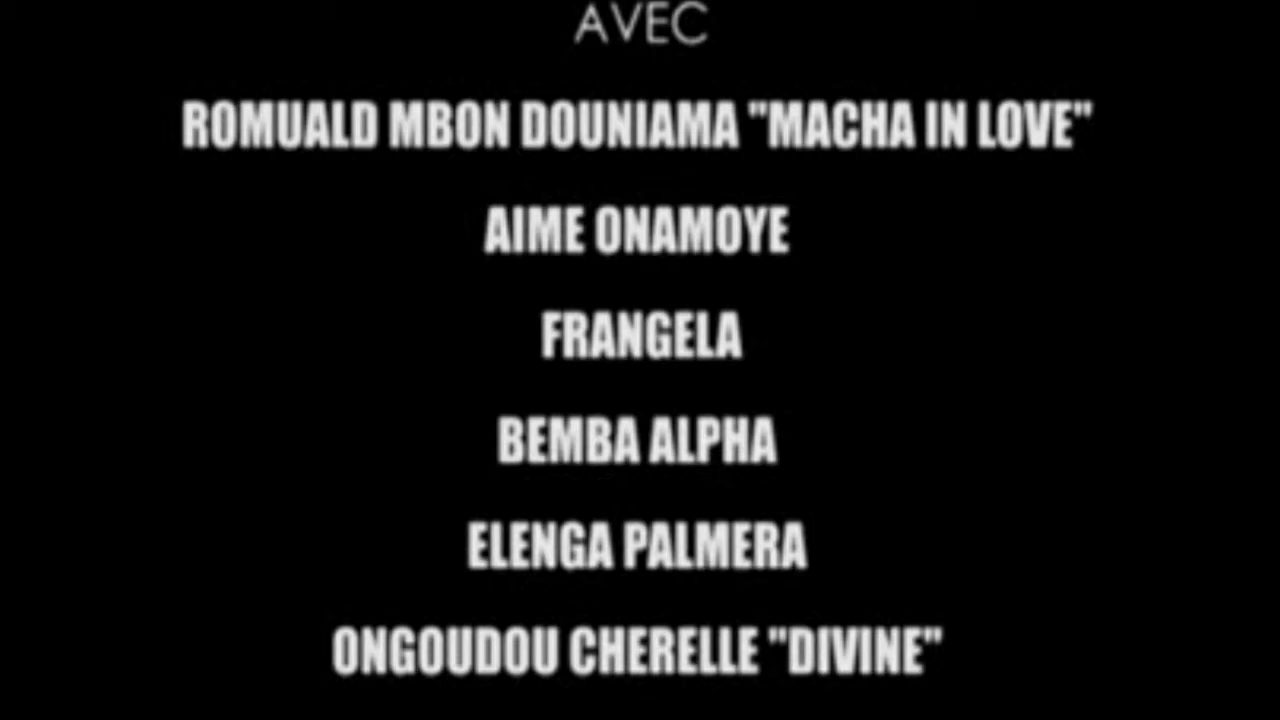 AVEC
ROMUALD MBON DOUNIAMA "MACHA IN LOVE"
AIME ONAMOYE
FRANGELA
BEMBA ALPHA
ELENGA PALMERA
ONGOUDOU CHERELLE "DIVINE"